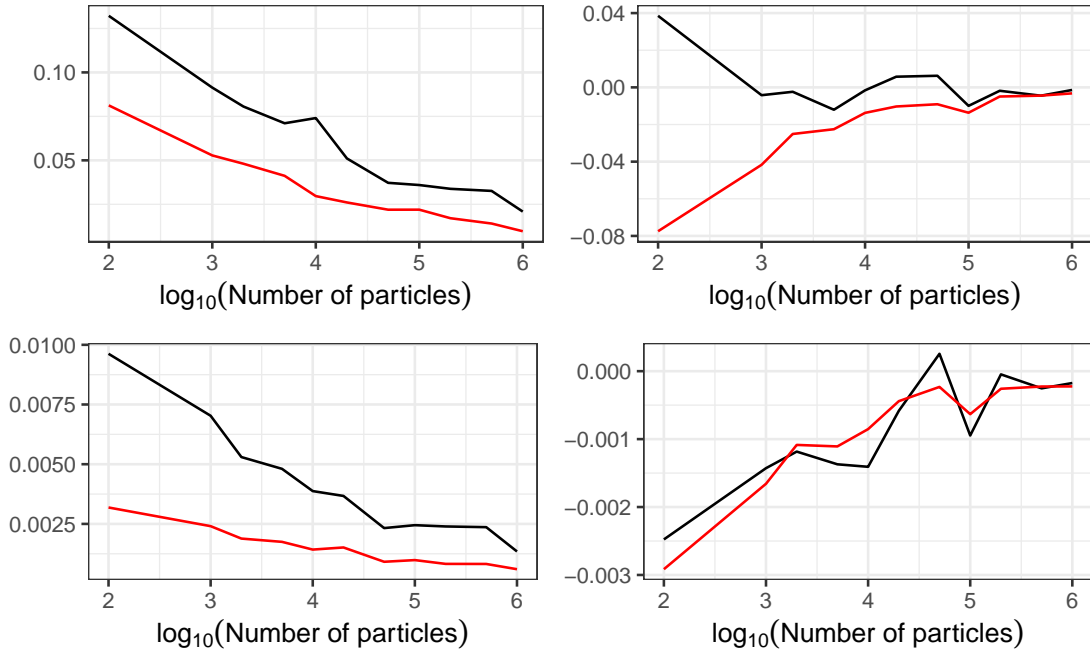 0.10
0.05
2 3 4 5 6
log₁₀(Number of particles)
0.04
0.00
−0.04
−0.08
2 3 4 5 6
log₁₀(Number of particles)
0.0100
0.0075
0.0050
0.0025
2 3 4 5 6
log₁₀(Number of particles)
0.000
−0.001
−0.002
−0.003
2 3 4 5 6
log₁₀(Number of particles)